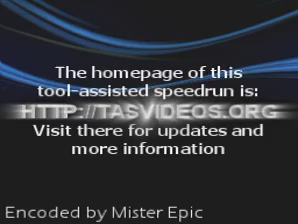 The homepage of this
tool-assisted speedrun is:
HTTP://TASVIDEOS.ORG
Visit there for updates and
more information
Encoded by Mister Epic